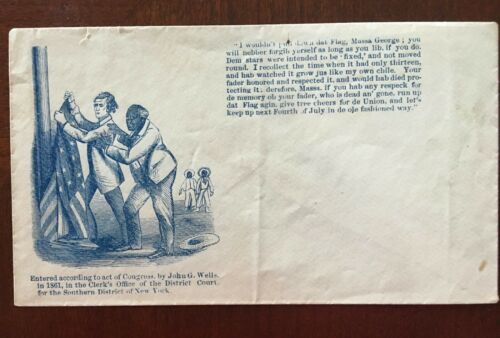 "I wouldn't pull down dat Flag, Massa George; you
will nebber forgib yerself as long as you lib, if you do.
Dem stars were intended to be 'fixed,' and not moved
round. I recollect the time when it had only thirteen,
and hab watched it grow jus like my own chile. Your
fader honored and respected it, and would hab died pro-
tecting it; derefore, Massa, if you hab any respeck for
de memory ob your fader, who is dead an' gone, run up
dat Flag agin, give tree cheers for de Union, and let's
keep up next Fourth of July in de ole fashioned way."
Entered according to act of Congress, by John G. Wells,
in 1861, in the Clerk's Office of the District Court,
for the Southern District of New York.